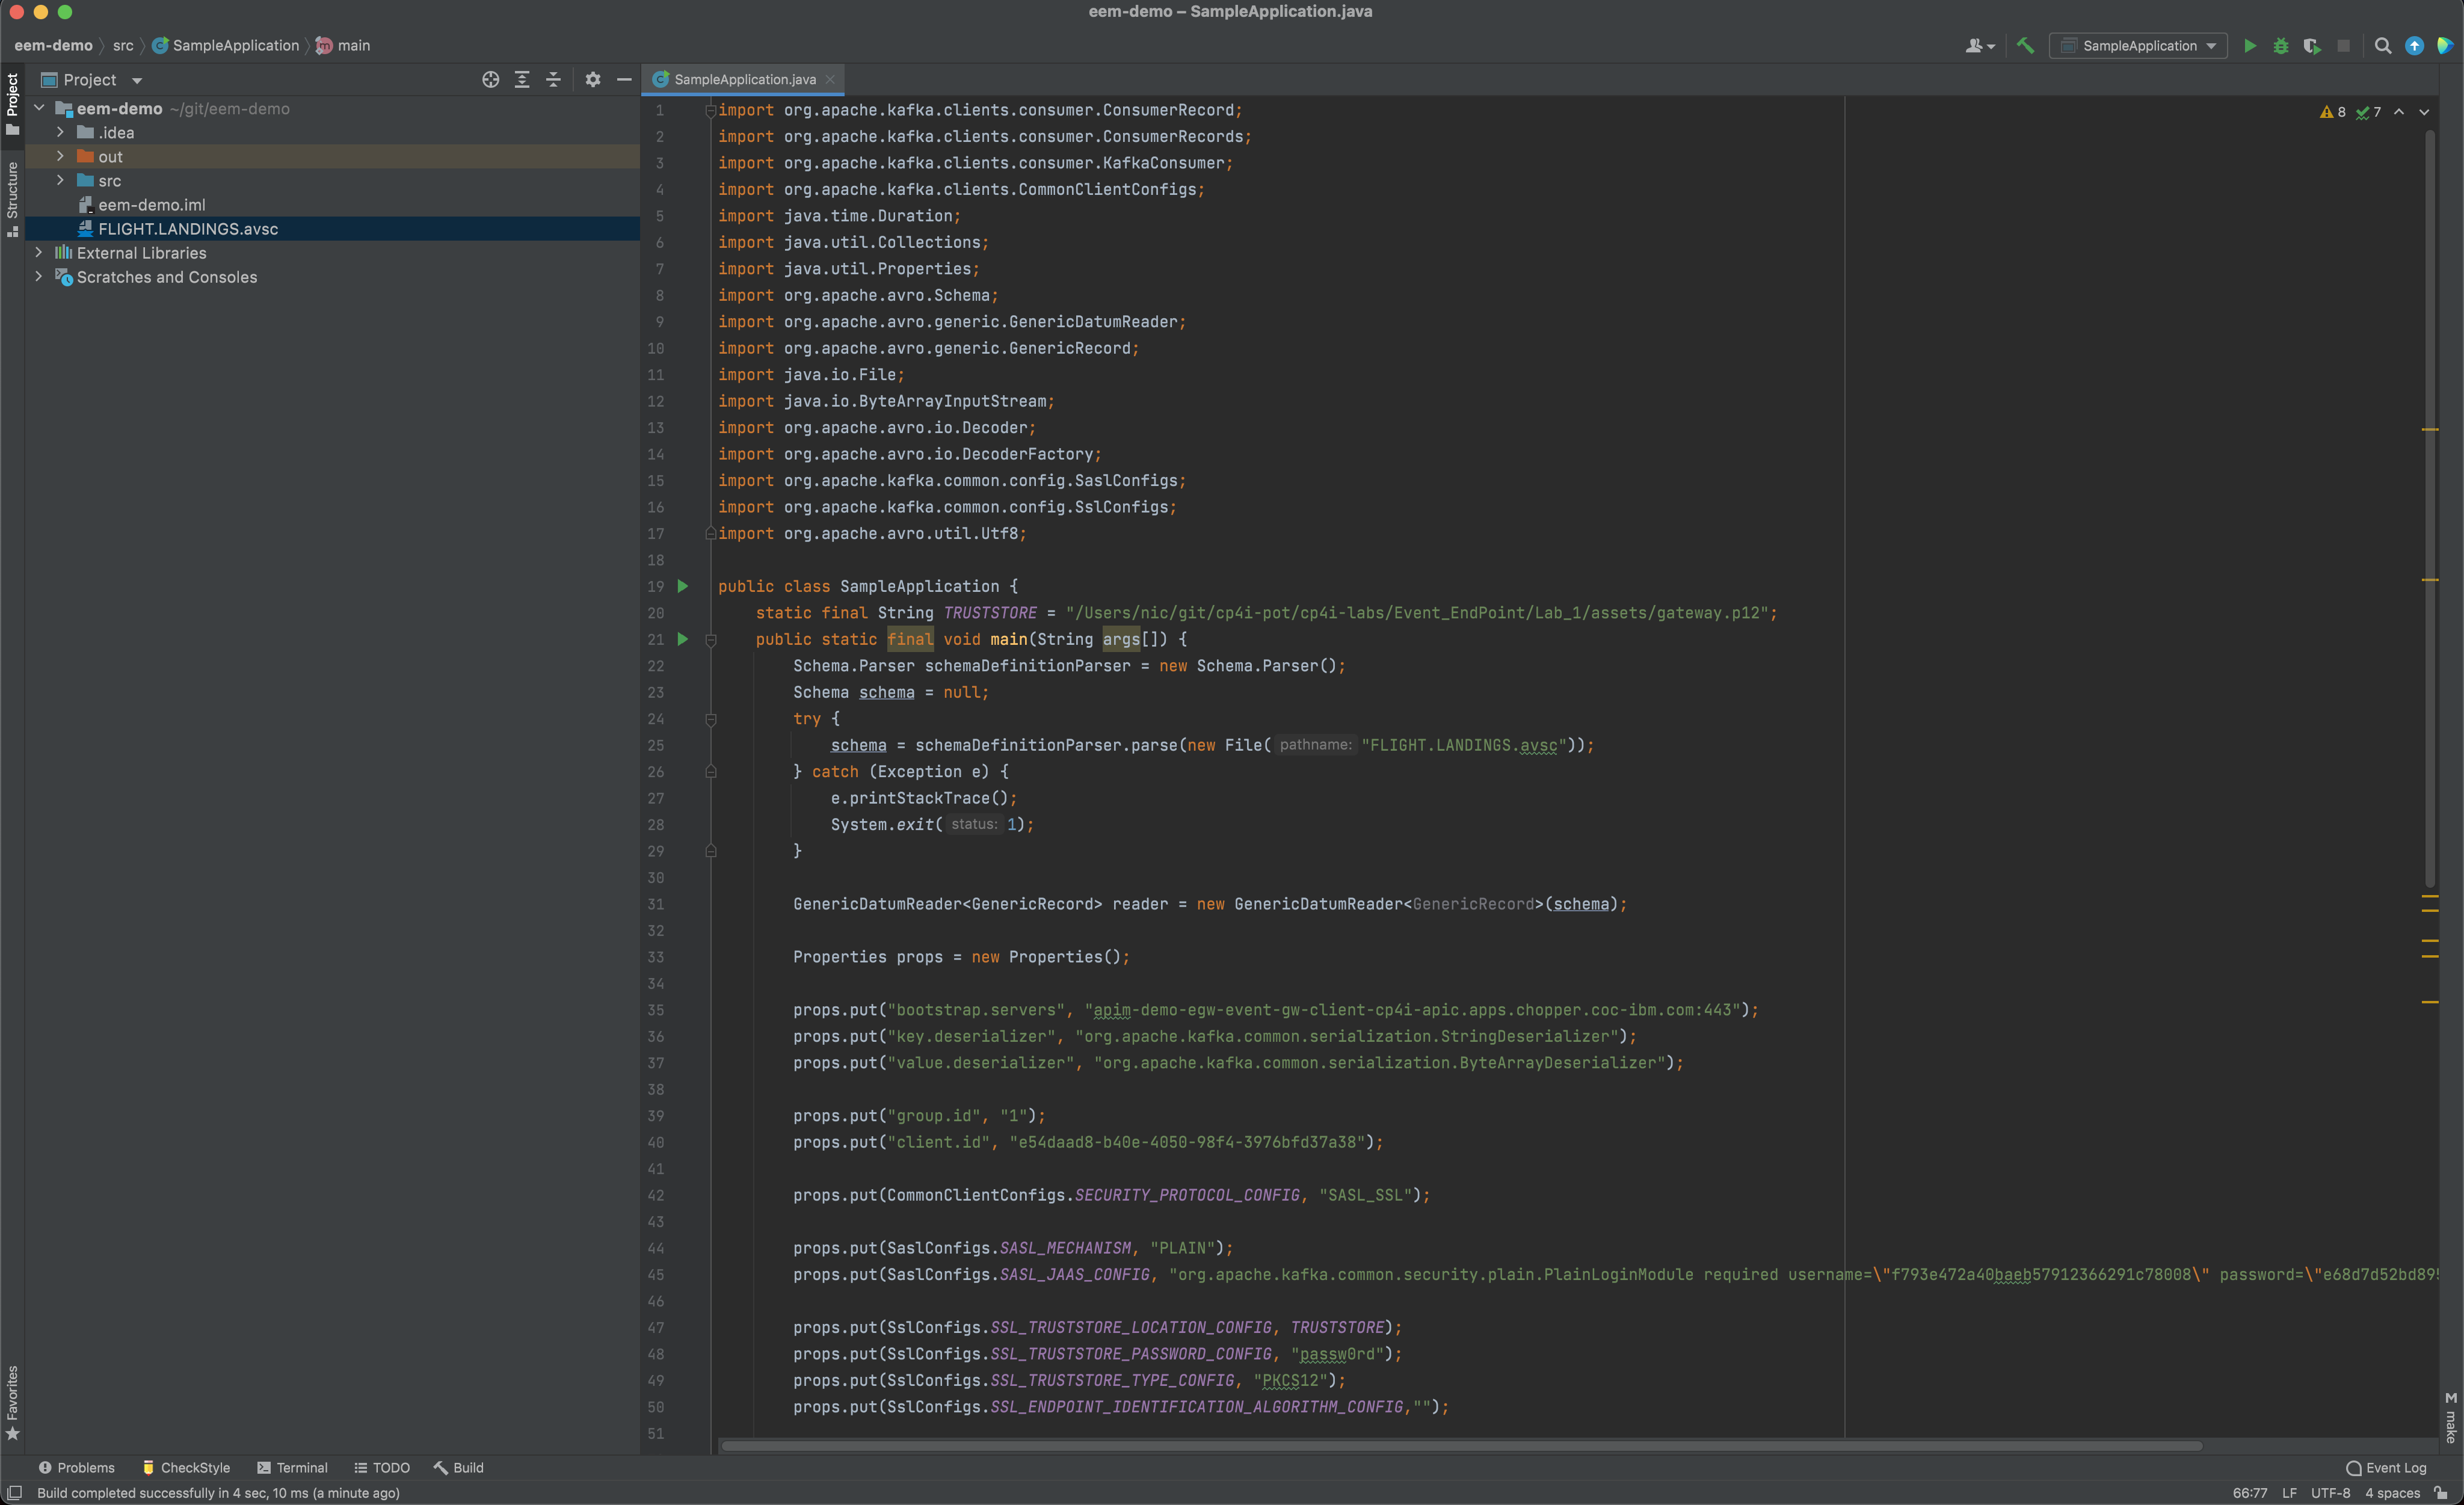 eem-demo – SampleApplication.java
eem-demo src SampleApplication main
SampleApplication
Project
Project
Structure
Favorites
eem-demo ~/git/eem-demo
.idea
out
src
eem-demo.iml
FLIGHT.LANDINGS.avsc
External Libraries
Scratches and Consoles
SampleApplication.java
8 7
1 import org.apache.kafka.clients.consumer.ConsumerRecord;
2 import org.apache.kafka.clients.consumer.ConsumerRecords;
3 import org.apache.kafka.clients.consumer.KafkaConsumer;
4 import org.apache.kafka.clients.CommonClientConfigs;
5 import java.time.Duration;
6 import java.util.Collections;
7 import java.util.Properties;
8 import org.apache.avro.Schema;
9 import org.apache.avro.generic.GenericDatumReader;
10 import org.apache.avro.generic.GenericRecord;
11 import java.io.File;
12 import java.io.ByteArrayInputStream;
13 import org.apache.avro.io.Decoder;
14 import org.apache.avro.io.DecoderFactory;
15 import org.apache.kafka.common.config.SaslConfigs;
16 import org.apache.kafka.common.config.SslConfigs;
17 import org.apache.avro.util.Utf8;
18
19 public class SampleApplication {
20 static final String TRUSTSTORE = "/Users/nic/git/cp4i-pot/cp4i-labs/Event_EndPoint/Lab_1/assets/gateway.p12";
21 public static final void main(String args[]) {
22 Schema.Parser schemaDefinitionParser = new Schema.Parser();
23 Schema schema = null;
24 try {
25 schema = schemaDefinitionParser.parse(new File( pathname: "FLIGHT.LANDINGS.avsc"));
26 } catch (Exception e) {
27 e.printStackTrace();
28 System.exit( status: 1);
29 }
30
31 GenericDatumReader<GenericRecord> reader = new GenericDatumReader<GenericRecord>(schema);
32
33 Properties props = new Properties();
34
35 props.put("bootstrap.servers", "apim-demo-egw-event-gw-client-cp4i-apic.apps.chopper.coc-ibm.com:443");
36 props.put("key.deserializer", "org.apache.kafka.common.serialization.StringDeserializer");
37 props.put("value.deserializer", "org.apache.kafka.common.serialization.ByteArrayDeserializer");
38
39 props.put("group.id", "1");
40 props.put("client.id", "e54daad8-b40e-4050-98f4-3976bfd37a38");
41
42 props.put(CommonClientConfigs.SECURITY_PROTOCOL_CONFIG, "SASL_SSL");
43
44 props.put(SaslConfigs.SASL_MECHANISM, "PLAIN");
45 props.put(SaslConfigs.SASL_JAAS_CONFIG, "org.apache.kafka.common.security.plain.PlainLoginModule required username=\"f793e472a40baeb57912366291c78008\" password=\"e68d7d52bd895
46
47 props.put(SslConfigs.SSL_TRUSTSTORE_LOCATION_CONFIG, TRUSTSTORE);
48 props.put(SslConfigs.SSL_TRUSTSTORE_PASSWORD_CONFIG, "passw0rd");
49 props.put(SslConfigs.SSL_TRUSTSTORE_TYPE_CONFIG, "PKCS12");
50 props.put(SslConfigs.SSL_ENDPOINT_IDENTIFICATION_ALGORITHM_CONFIG,"");
51
M make
Problems CheckStyle Terminal TODO Build Event Log
Build completed successfully in 4 sec, 10 ms (a minute ago) 66:77 LF UTF-8 4 spaces